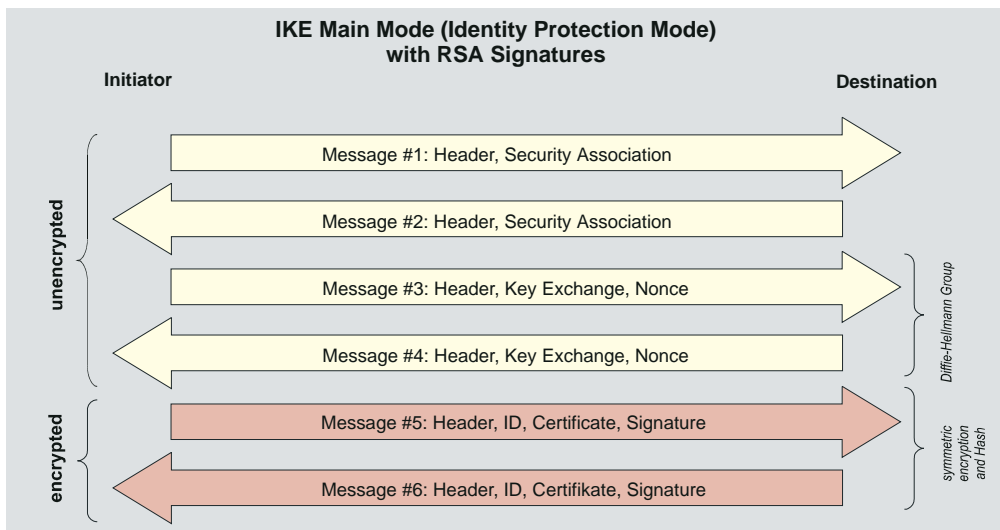 IKE Main Mode (Identity Protection Mode)
with RSA Signatures
Initiator
Destination
unencrypted
Message #1: Header, Security Association
Message #2: Header, Security Association
Message #3: Header, Key Exchange, Nonce
Message #4: Header, Key Exchange, Nonce
Diffie-Hellmann Group
encrypted
Message #5: Header, ID, Certificate, Signature
Message #6: Header, ID, Certifikate, Signature
symmetric
encryption
and Hash